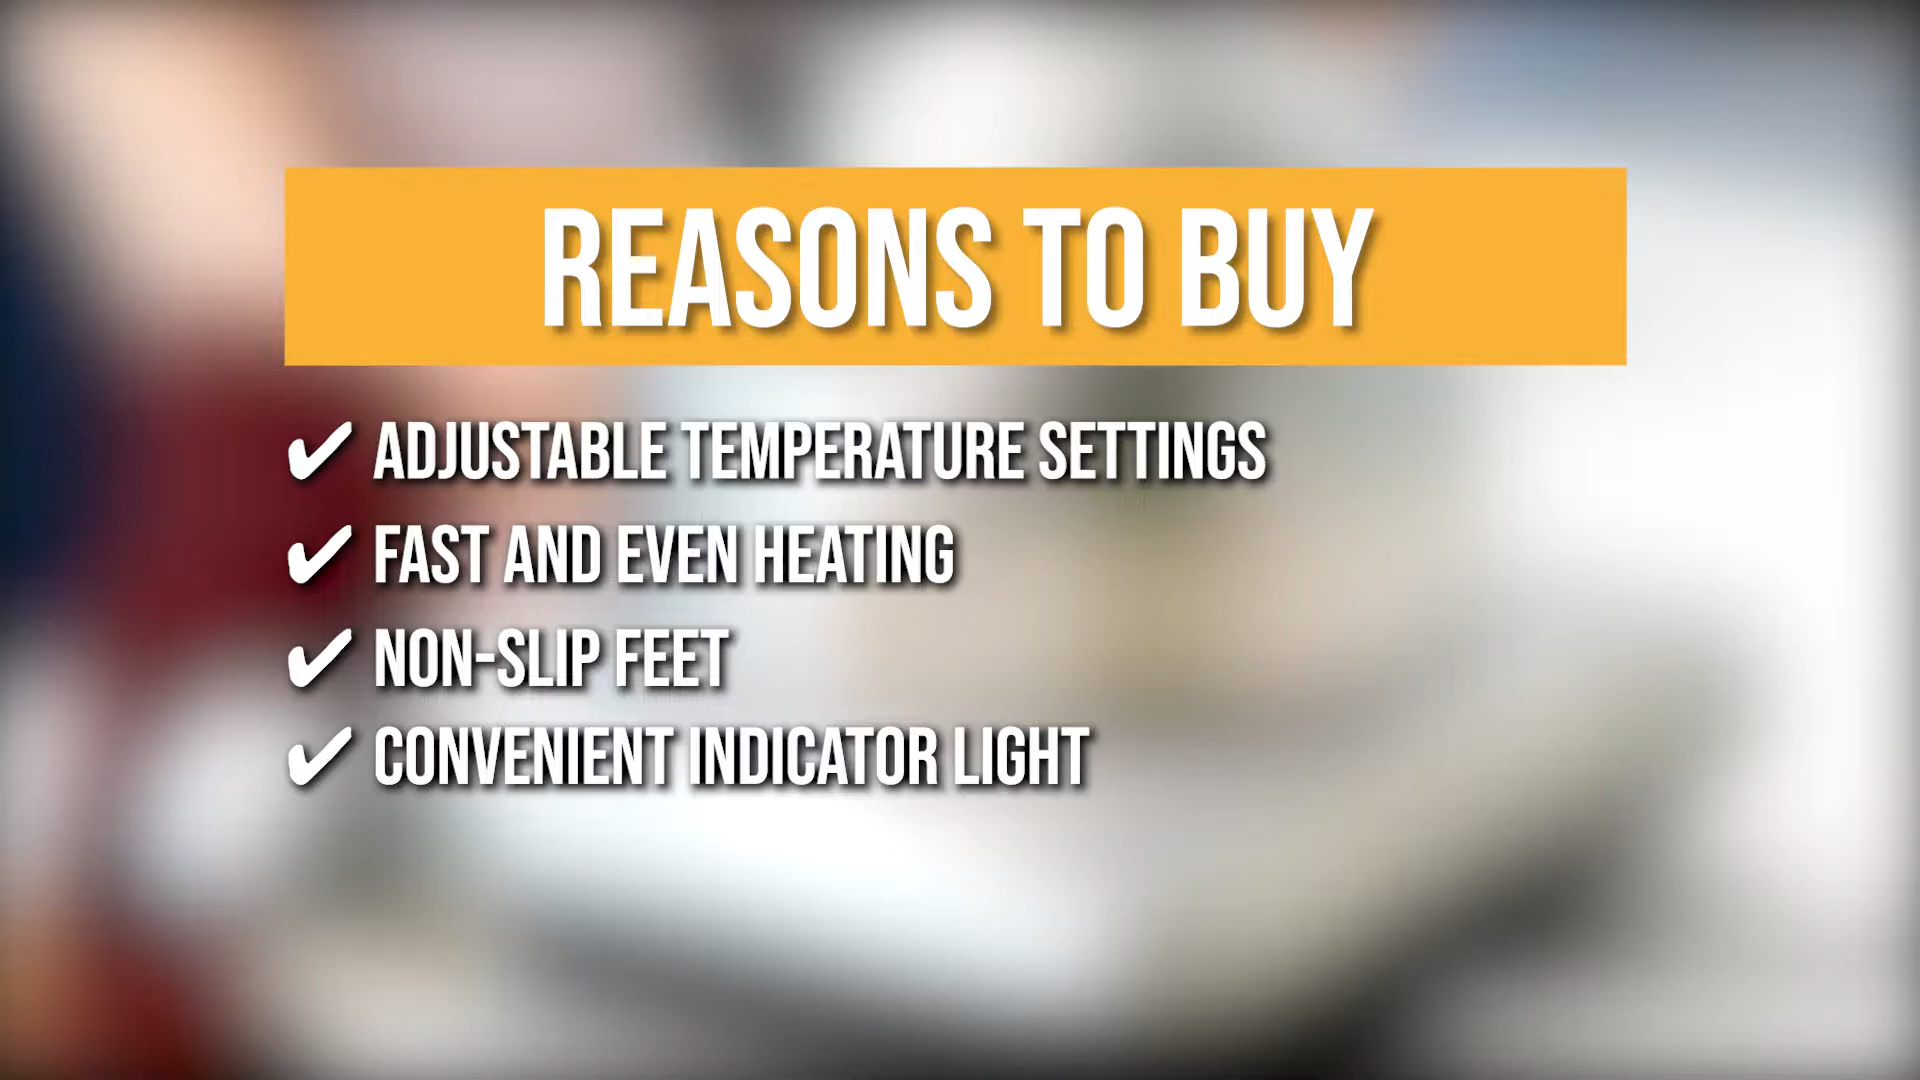 REASONS TO BUY
✔ ADJUSTABLE TEMPERATURE SETTINGS
✔ FAST AND EVEN HEATING
✔ NON-SLIP FEET
✔ CONVENIENT INDICATOR LIGHT